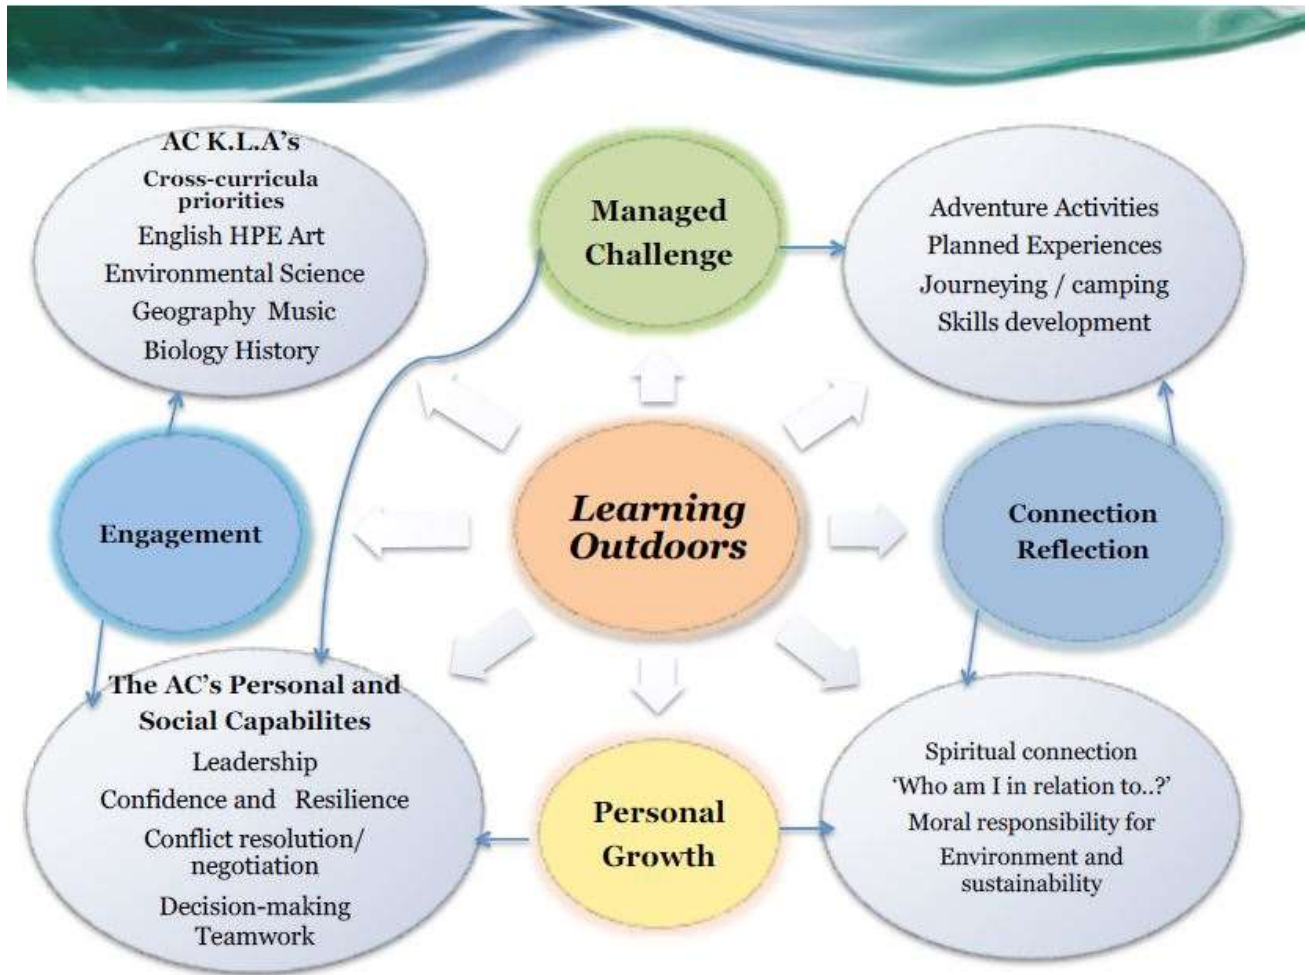 AC K.L.A's
Cross-curricula
priorities
English HPE Art
Environmental Science
Geography Music
Biology History
Managed
Challenge
Adventure Activities
Planned Experiences
Journeying / camping
Skills development
Engagement
Learning
Outdoors
Connection
Reflection
The AC's Personal and
Social Capabilites
Leadership
Confidence and Resilience
Conflict resolution/
negotiation
Decision-making
Teamwork
Personal
Growth
Spiritual connection
'Who am I in relation to..?'
Moral responsibility for
Environment and
sustainability